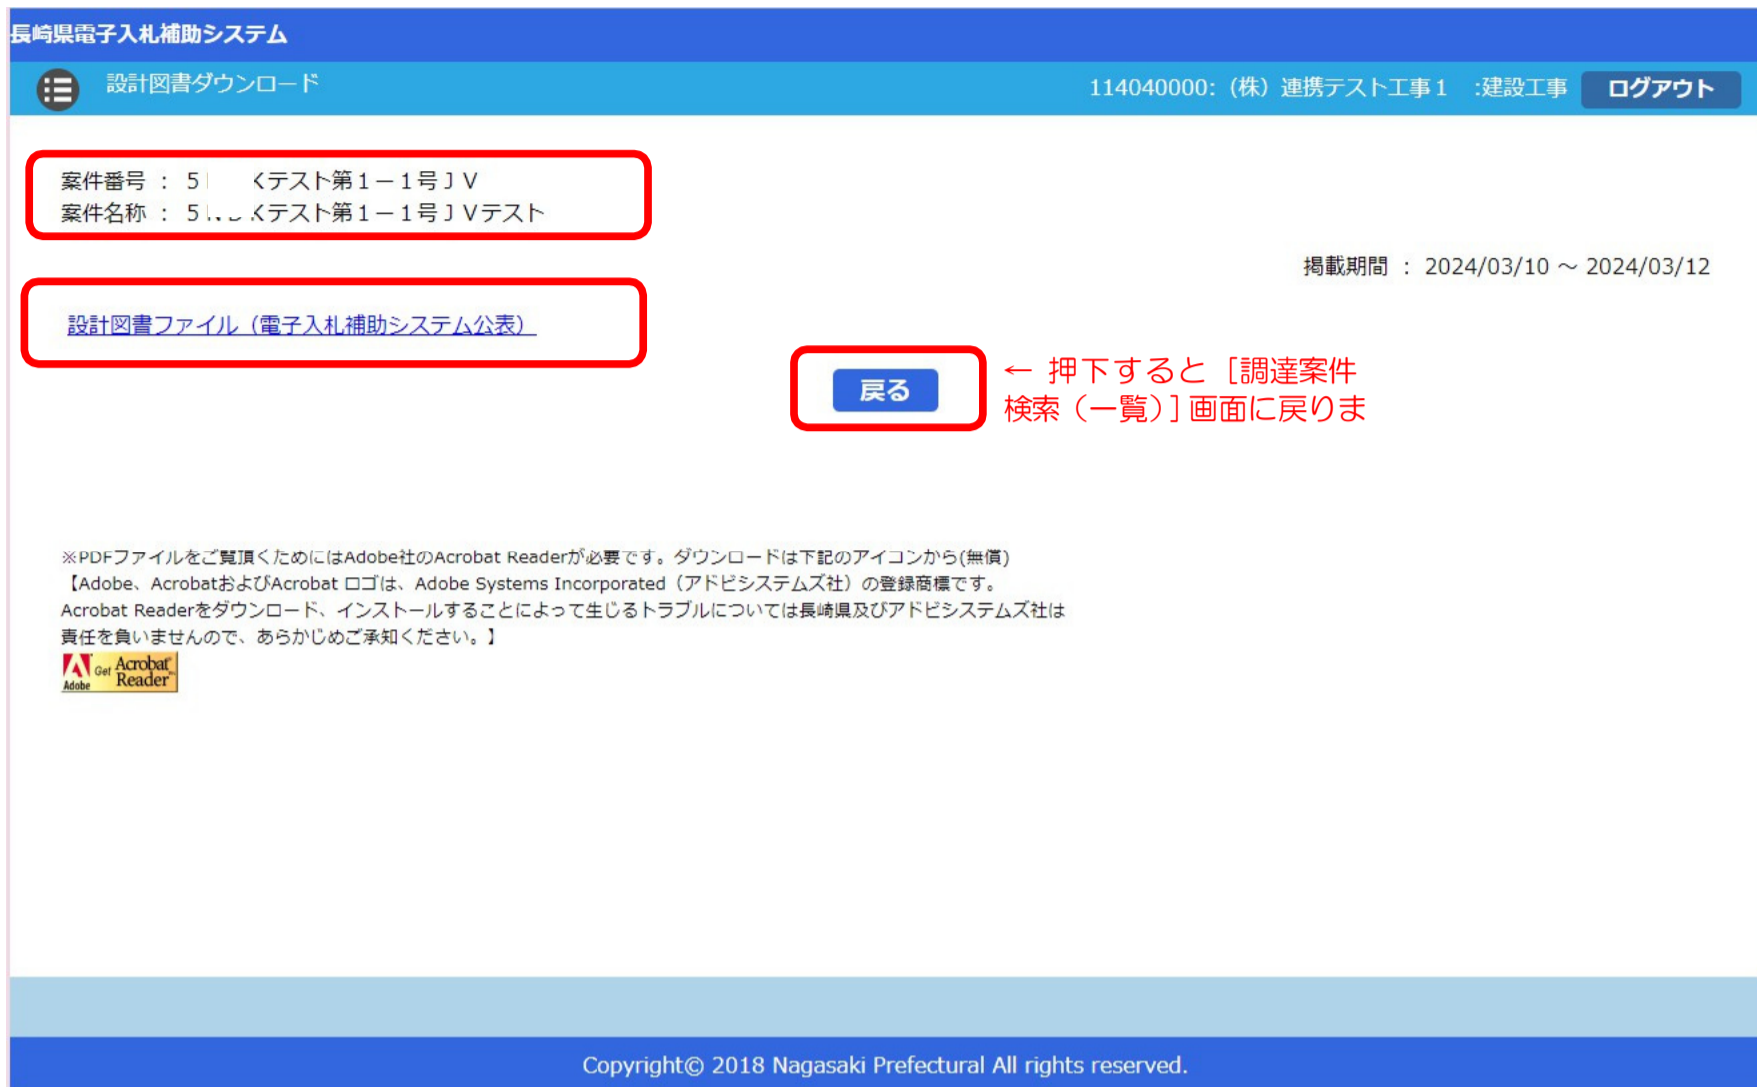 長崎県電子入札補助システム
設計図書ダウンロード
114040000:（株）連携テスト工事１ :建設工事 ログアウト
案件番号 ： ５ Ｋテスト第１－１号ＪＶ
案件名称 ： ５ Ｋテスト第１－１号ＪＶテスト
掲載期間 ： 2024/03/10 ～ 2024/03/12
設計図書ファイル（電子入札補助システム公表）
戻る
← 押下すると［調達案件
検索（一覧）］画面に戻りま
※PDFファイルをご覧頂くためにはAdobe社のAcrobat Readerが必要です。ダウンロードは下記のアイコンから(無償)
【Adobe、AcrobatおよびAcrobat ロゴは、Adobe Systems Incorporated（アドビシステムズ社）の登録商標です。
Acrobat Readerをダウンロード、インストールすることによって生じるトラブルについては長崎県及びアドビシステムズ社は
責任を負いませんので、あらかじめご承知ください。】
Adobe Get Acrobat Reader
Copyright© 2018 Nagasaki Prefectural All rights reserved.